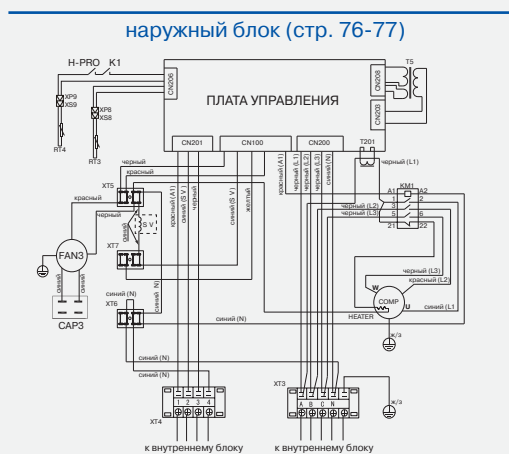 наружный блок (стр. 76-77)
H-PRO K1
T5
CN206
CN208
CN203
ПЛАТА УПРАВЛЕНИЯ
XP9
XS9
XP8
XS8
RT4
RT3
CN201
CN100
CN200
T201
черный
красный
черный (L1)
XT5
красный
черный
синий
S V
красный (A1)
синий (S V)
черный
синий (S V)
желтый
красный (A1)
черный (L1)
черный (L2)
черный (L3)
синий (N)
KM1
A1
A2
1
2
черный (L2)
3
черный (L3)
5
6
21
22
FAN3
XT7
синий
синий
CAP3
синий (N)
синий (N)
XT6
синий (N)
черный (L3)
красный (L2)
W
COMP
U
синий (L1
HEATER
ж/з
синий (N)
синий (N)
XT3
1 2 3 4
A B C N
XT4
ж/з
к внутреннему блоку
к внутреннему блоку